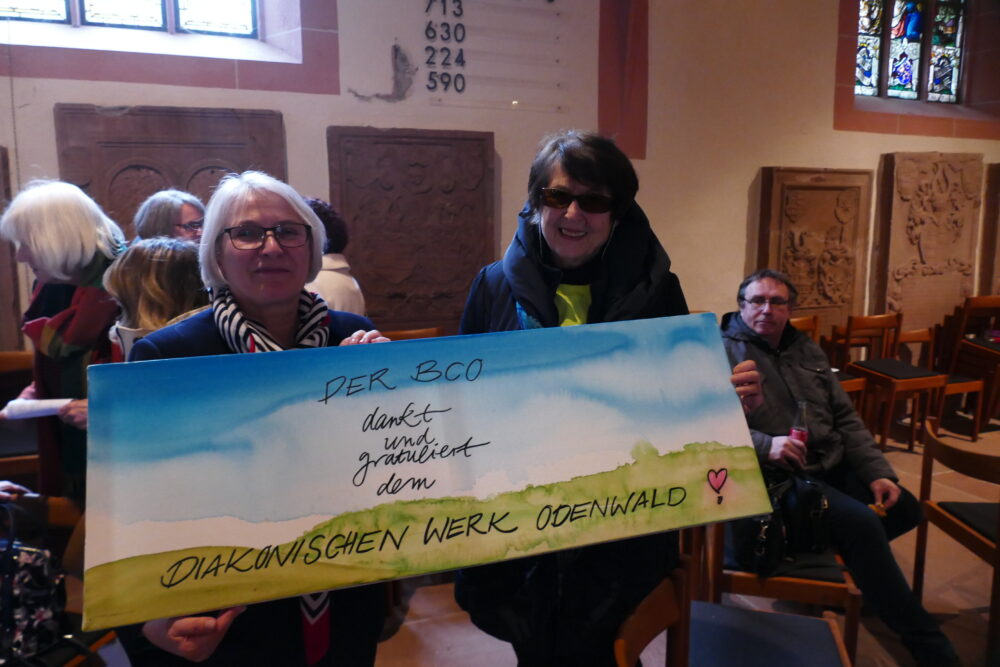 713
630
224
590
DER BCO
dankt
und
gratuliert
dem
DIAKONISCHEN WERK ODENWALD